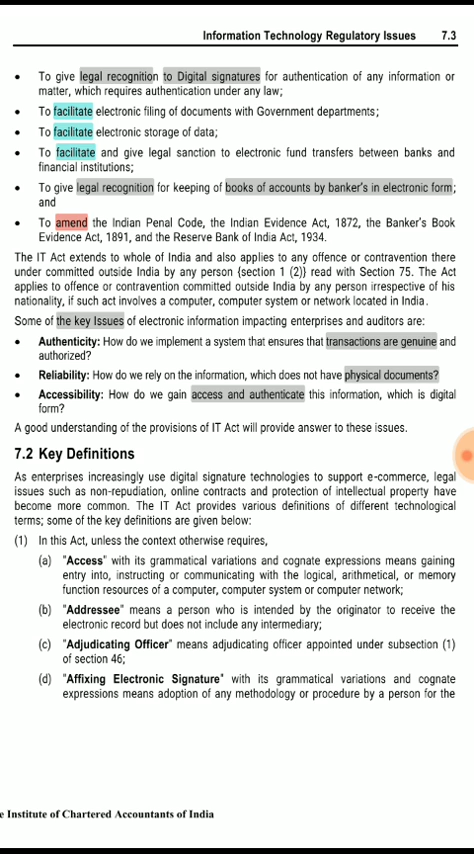 Information Technology Regulatory Issues 7.3
• To give legal recognition to Digital signatures for authentication of any information or
matter, which requires authentication under any law;
• To facilitate electronic filing of documents with Government departments;
• To facilitate electronic storage of data;
• To facilitate and give legal sanction to electronic fund transfers between banks and
financial institutions;
• To give legal recognition for keeping of books of accounts by banker's in electronic form;
and
• To amend the Indian Penal Code, the Indian Evidence Act, 1872, the Banker's Book
Evidence Act, 1891, and the Reserve Bank of India Act, 1934.
The IT Act extends to whole of India and also applies to any offence or contravention there
under committed outside India by any person {section 1 (2)} read with Section 75. The Act
applies to offence or contravention committed outside India by any person irrespective of his
nationality, if such act involves a computer, computer system or network located in India.
Some of the key Issues of electronic information impacting enterprises and auditors are:
• Authenticity: How do we implement a system that ensures that transactions are genuine and
authorized?
• Reliability: How do we rely on the information, which does not have physical documents?
• Accessibility: How do we gain access and authenticate this information, which is digital
form?
A good understanding of the provisions of IT Act will provide answer to these issues.
7.2 Key Definitions
As enterprises increasingly use digital signature technologies to support e-commerce, legal
issues such as non-repudiation, online contracts and protection of intellectual property have
become more common. The IT Act provides various definitions of different technological
terms; some of the key definitions are given below:
(1) In this Act, unless the context otherwise requires,
(a) "Access" with its grammatical variations and cognate expressions means gaining
entry into, instructing or communicating with the logical, arithmetical, or memory
function resources of a computer, computer system or computer network;
(b) "Addressee" means a person who is intended by the originator to receive the
electronic record but does not include any intermediary;
(c) "Adjudicating Officer" means adjudicating officer appointed under subsection (1)
of section 46;
(d) "Affixing Electronic Signature" with its grammatical variations and cognate
expressions means adoption of any methodology or procedure by a person for the
e Institute of Chartered Accountants of India